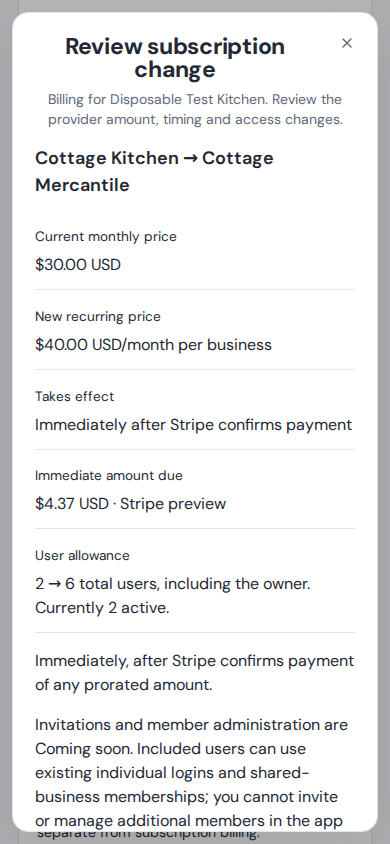 Review subscription
change
×
Billing for Disposable Test Kitchen. Review the
provider amount, timing and access changes.
Cottage Kitchen → Cottage
Mercantile
Current monthly price
$30.00 USD
New recurring price
$40.00 USD/month per business
Takes effect
Immediately after Stripe confirms payment
Immediate amount due
$4.37 USD · Stripe preview
User allowance
2 → 6 total users, including the owner.
Currently 2 active.
Immediately, after Stripe confirms payment
of any prorated amount.
Invitations and member administration are
Coming soon. Included users can use
existing individual logins and shared-
business memberships; you cannot invite
or manage additional members in the app
separate from subscription billing.